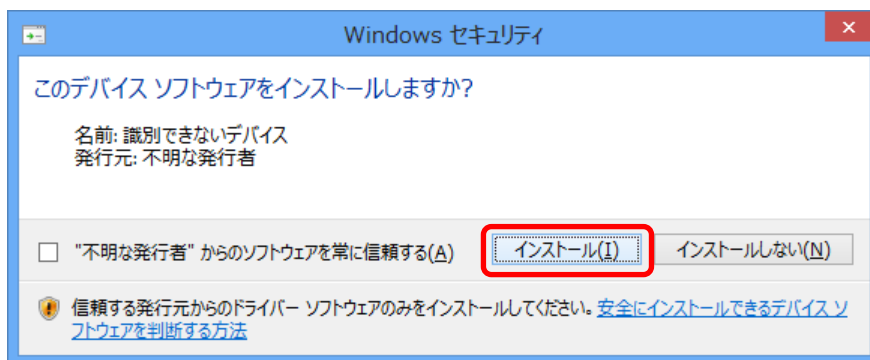 Windows セキュリティ
このデバイス ソフトウェアをインストールしますか?
名前: 識別できないデバイス
発行元: 不明な発行者
"不明な発行者" からのソフトウェアを常に信頼する(A)
インストール(I)
インストールしない(N)
信頼する発行元からのドライバー ソフトウェアのみをインストールしてください。安全にインストールできるデバイス ソ
フトウェアを判断する方法